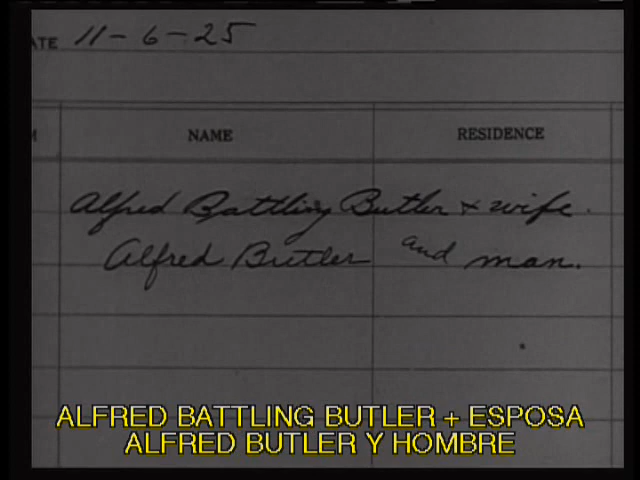 ATE 11-6-25
M NAME RESIDENCE
Alfred Battling Butler + wife.
Alfred Butler and man.
ALFRED BATTLING BUTLER + ESPOSA
ALFRED BUTLER Y HOMBRE